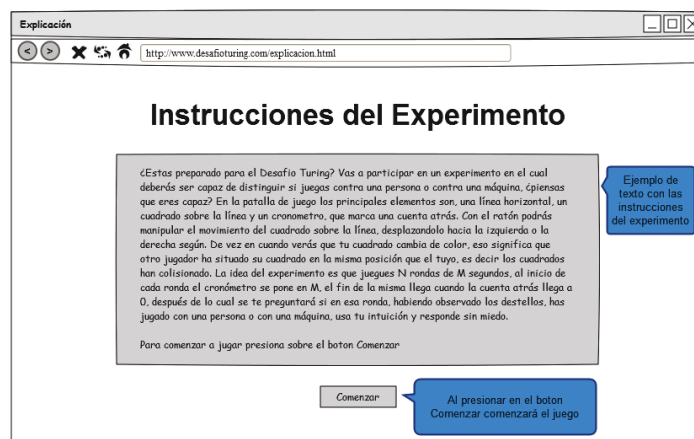 Explicación
http://www.desafioturing.com/explicacion.html
Instrucciones del Experimento
¿Estas preparado para el Desafio Turing? Vas a participar en un experimento en el cual
deberás ser capaz de distinguir si juegas contra una persona o contra una máquina, ¿piensas
que eres capaz? En la patalla de juego los principales elementos son, una línea horizontal, un
cuadrado sobre la línea y un cronometro, que marca una cuenta atrás. Con el ratón podrás
manipular el movimiento del cuadrado sobre la línea, desplazandolo hacia la izquierda o la
derecha según. De vez en cuando verás que tu cuadrado cambia de color, eso significa que
otro jugador ha situado su cuadrado en la misma posición que el tuyo, es decir los cuadrados
han colisionado. La idea del experimento es que juegues N rondas de M segundos, al inicio de
cada ronda el cronómetro se pone en M, el fin de la misma llega cuando la cuenta atrás llega a
0, después de lo cual se te preguntará si en esa ronda, habiendo observado los destellos, has
jugado con una persona o con una máquina, usa tu intuición y responde sin miedo.
Para comenzar a jugar presiona sobre el boton Comenzar
Ejemplo de
texto con las
instrucciones
del experimento
Comenzar
Al presionar en el boton
Comenzar comenzará el juego